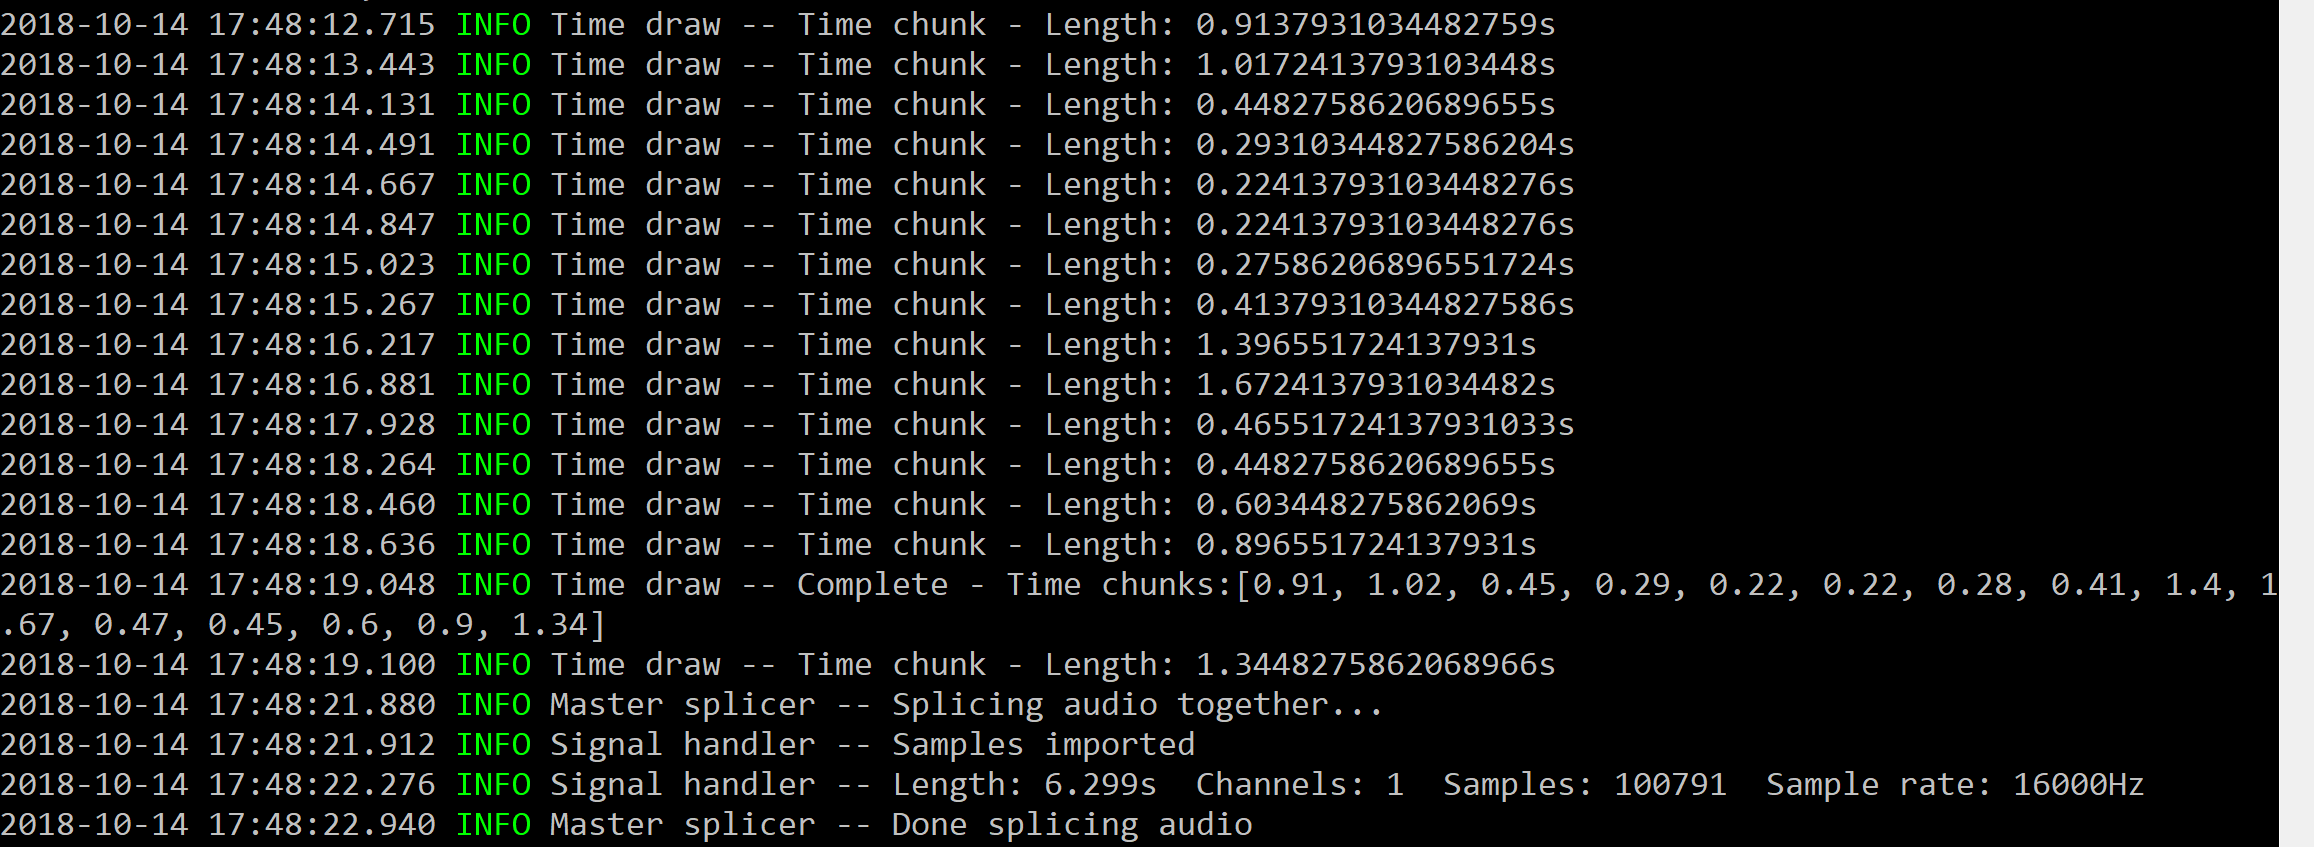 2018-10-14 17:48:12.715 INFO Time draw -- Time chunk - Length: 0.9137931034482759s
2018-10-14 17:48:13.443 INFO Time draw -- Time chunk - Length: 1.0172413793103448s
2018-10-14 17:48:14.131 INFO Time draw -- Time chunk - Length: 0.4482758620689655s
2018-10-14 17:48:14.491 INFO Time draw -- Time chunk - Length: 0.29310344827586204s
2018-10-14 17:48:14.667 INFO Time draw -- Time chunk - Length: 0.22413793103448276s
2018-10-14 17:48:14.847 INFO Time draw -- Time chunk - Length: 0.22413793103448276s
2018-10-14 17:48:15.023 INFO Time draw -- Time chunk - Length: 0.27586206896551724s
2018-10-14 17:48:15.267 INFO Time draw -- Time chunk - Length: 0.41379310344827586s
2018-10-14 17:48:16.217 INFO Time draw -- Time chunk - Length: 1.396551724137931s
2018-10-14 17:48:16.881 INFO Time draw -- Time chunk - Length: 1.6724137931034482s
2018-10-14 17:48:17.928 INFO Time draw -- Time chunk - Length: 0.46551724137931033s
2018-10-14 17:48:18.264 INFO Time draw -- Time chunk - Length: 0.4482758620689655s
2018-10-14 17:48:18.460 INFO Time draw -- Time chunk - Length: 0.603448275862069s
2018-10-14 17:48:18.636 INFO Time draw -- Time chunk - Length: 0.896551724137931s
2018-10-14 17:48:19.048 INFO Time draw -- Complete - Time chunks:[0.91, 1.02, 0.45, 0.29, 0.22, 0.22, 0.28, 0.41, 1.4, 1
.67, 0.47, 0.45, 0.6, 0.9, 1.34]
2018-10-14 17:48:19.100 INFO Time draw -- Time chunk - Length: 1.3448275862068966s
2018-10-14 17:48:21.880 INFO Master splicer -- Splicing audio together...
2018-10-14 17:48:21.912 INFO Signal handler -- Samples imported
2018-10-14 17:48:22.276 INFO Signal handler -- Length: 6.299s  Channels: 1  Samples: 100791  Sample rate: 16000Hz
2018-10-14 17:48:22.940 INFO Master splicer -- Done splicing audio